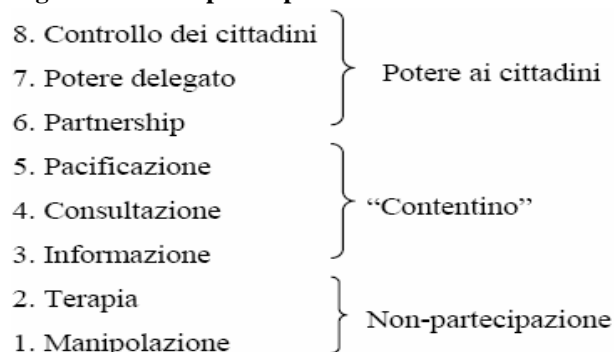 8. Controllo dei cittadini
7. Potere delegato
Potere ai cittadini
6. Partnership
5. Pacificazione
4. Consultazione
“Contentino”
3. Informazione
2. Terapia
Non-partecipazione
1. Manipolazione